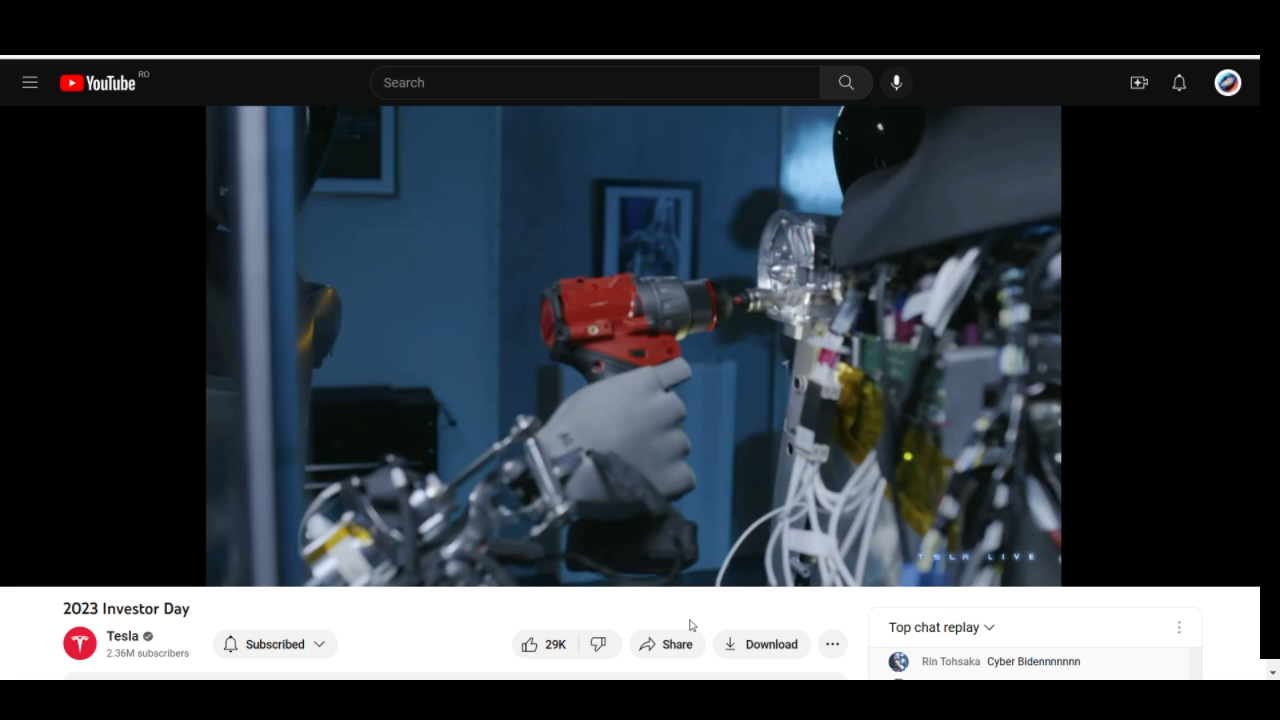 YouTube RO
Search
TESLA LIVE
2023 Investor Day
Tesla
2.36M subscribers
Subscribed
29K
Share
Download
Top chat replay
Rin Tohsaka Cyber Bidennnnnnn